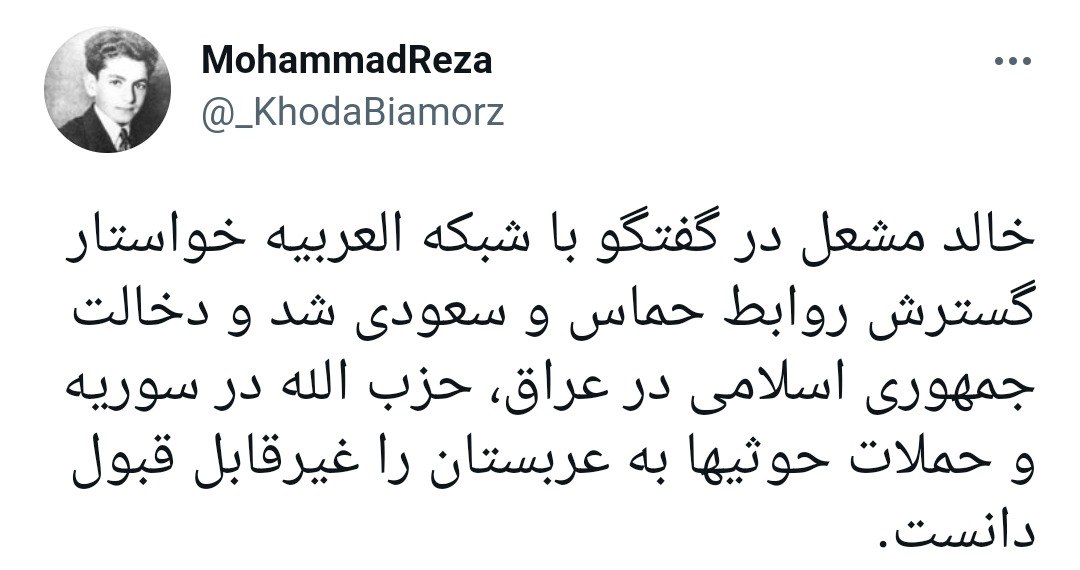 MohammadReza
@_KhodaBiamorz
خالد مشعل در گفتگو با شبکه العربیه خواستار
گسترش روابط حماس و سعودی شد و دخالت
جمهوری اسلامی در عراق، حزب الله در سوریه
و حملات حوثیها به عربستان را غیرقابل قبول
دانست.